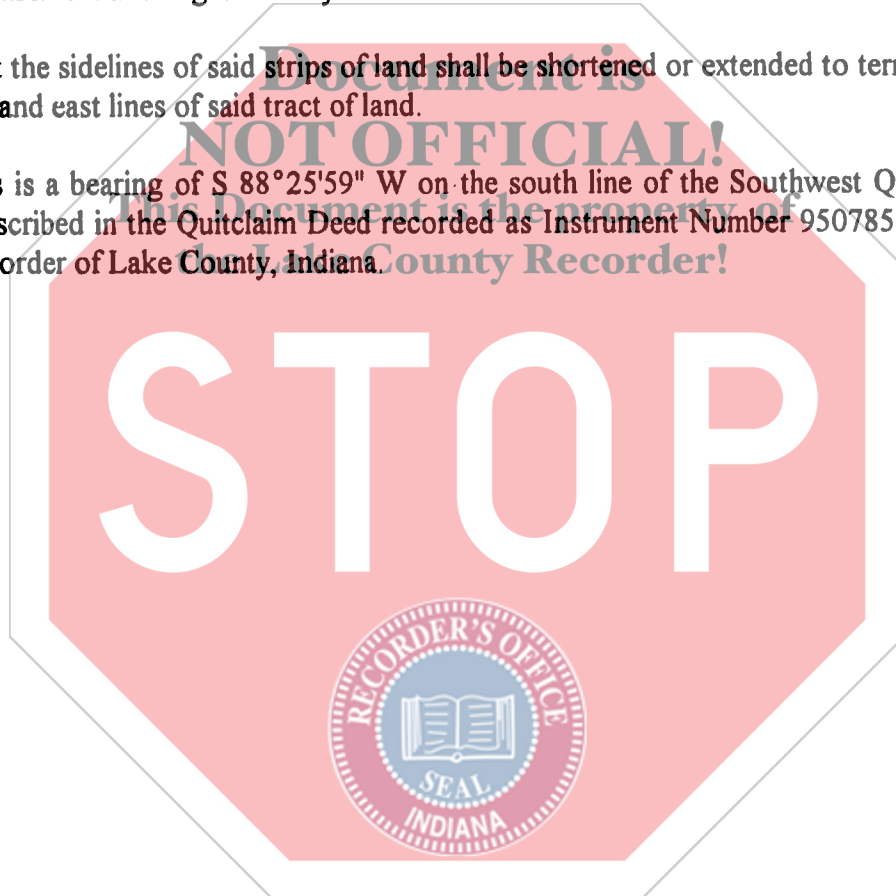 the sidelines of said strips of land shall be shortened or extended to
and east lines of said tract of land.
is a bearing of S 88°25'59" W on the south line of the Southwest
in the Quitclaim Deed recorded as Instrument Number 950785
of Lake County, Indiana.
Document is
NOT OFFICIAL!
This Document is the property of
the Lake County Recorder!
STOP
RECORDER'S OFFICE
SEAL
INDIANA